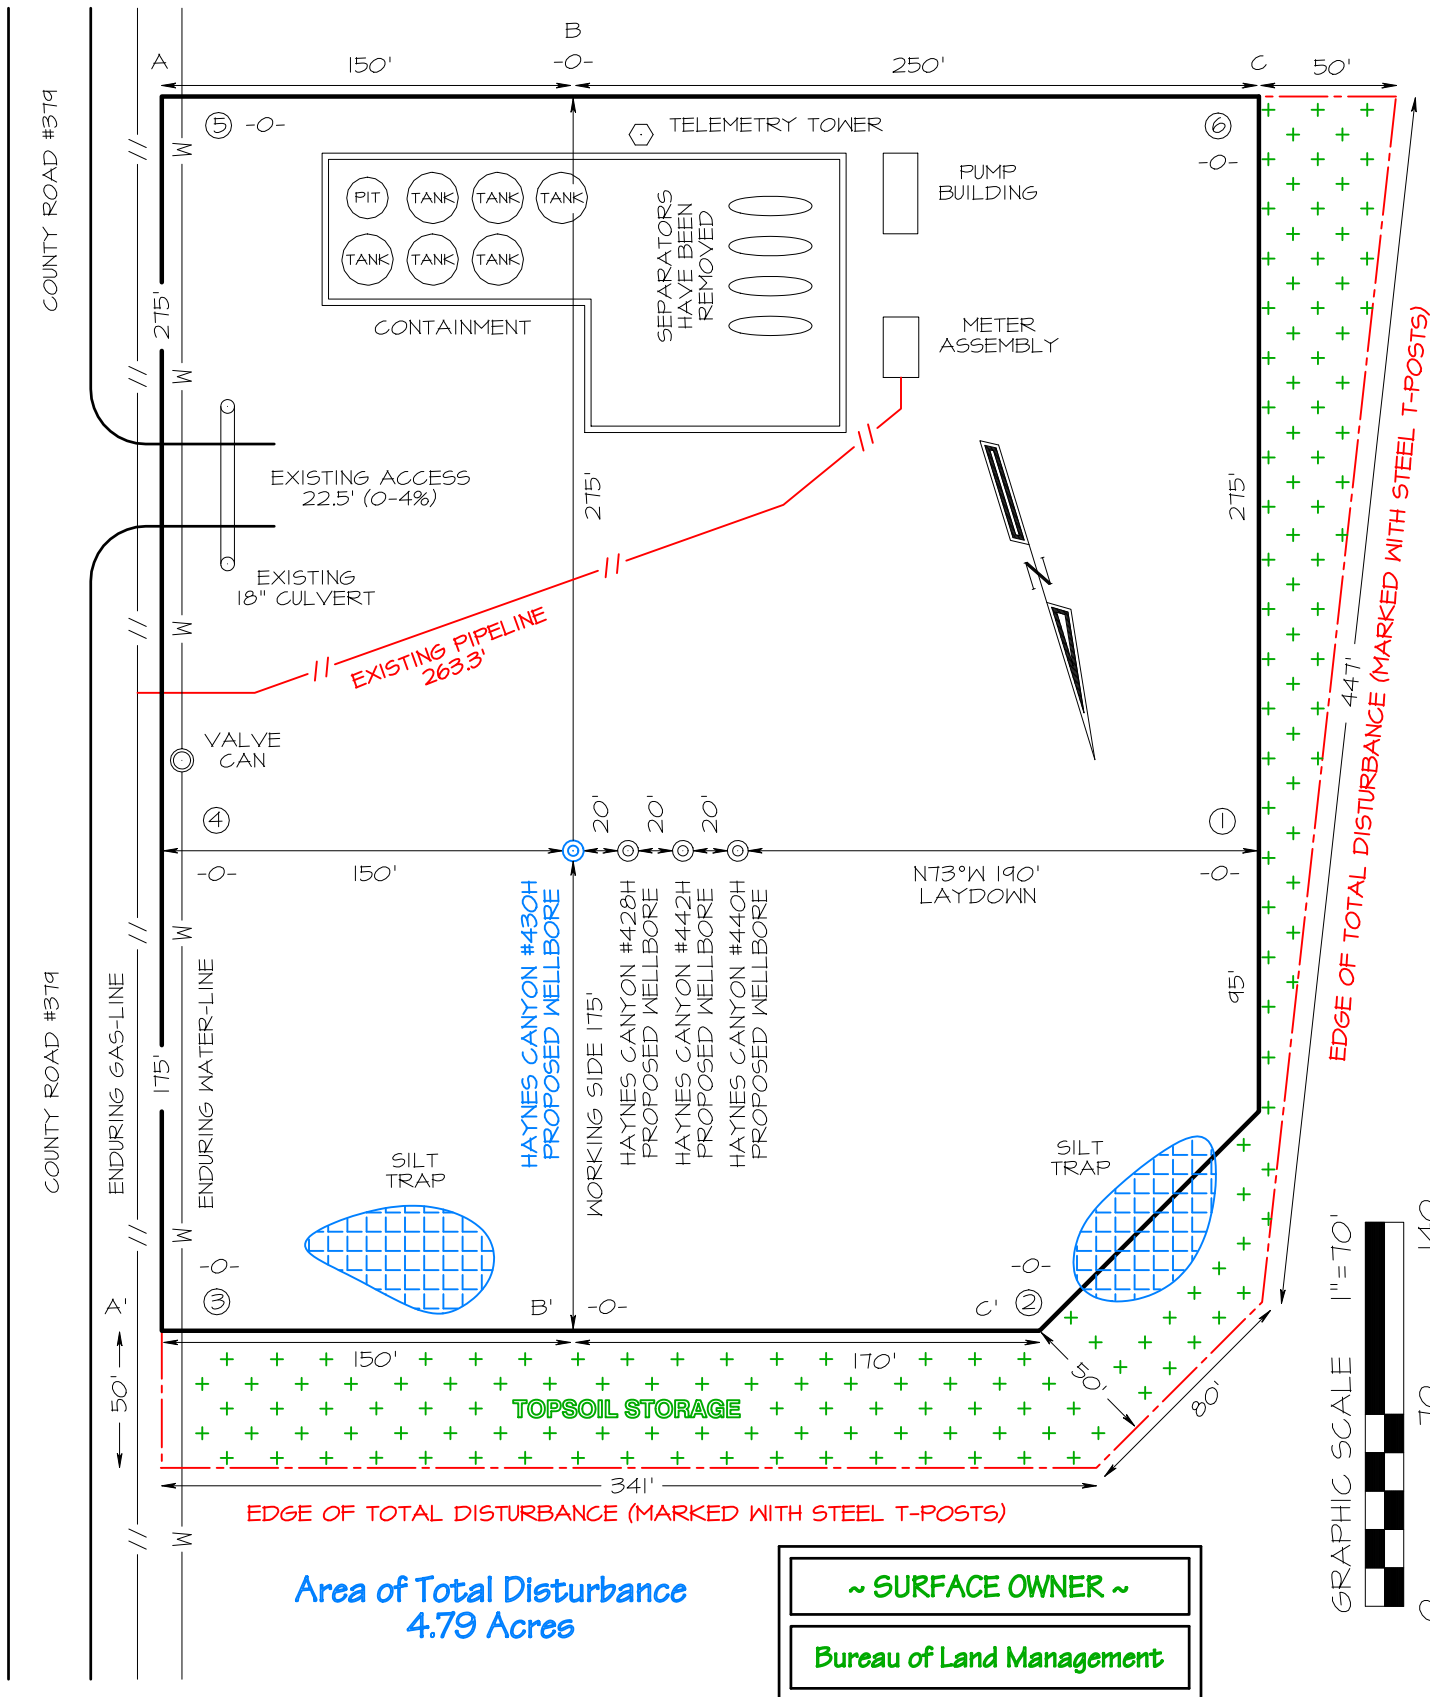 A
150'
B
-0-
250'
C
50'
COUNTY ROAD #379
//
M
5 -0-
TELEMETRY TOWER
6
-0-
PIT
TANK
TANK
TANK
TANK
TANK
TANK
SEPARATORS
HAVE BEEN
REMOVED
PUMP
BUILDING
CONTAINMENT
METER
ASSEMBLY
275'
//
M
//
EXISTING ACCESS
22.5' (0-4%)
275'
275'
N
//
EXISTING
18" CULVERT
//
M
EXISTING PIPELINE
263.3'
//
VALVE
CAN
447'
EDGE OF TOTAL DISTURBANCE (MARKED WITH STEEL T-POSTS)
4
20'
20'
20'
1
-0-
150'
N73°W 190'
LAYDOWN
-0-
//
M
HAYNES CANYON #430H
PROPOSED WELLBORE
WORKING SIDE 175'
HAYNES CANYON #428H
PROPOSED WELLBORE
HAYNES CANYON #442H
PROPOSED WELLBORE
HAYNES CANYON #440H
PROPOSED WELLBORE
95'
COUNTY ROAD #379
ENDURING GAS-LINE
175'
ENDURING WATER-LINE
SILT
TRAP
SILT
TRAP
//
M
-0-
3
A'
B' -0-
-0-
C' 2
50'
150'
170'
50'
80'
TOPSOIL STORAGE
341'
EDGE OF TOTAL DISTURBANCE (MARKED WITH STEEL T-POSTS)
//
M
GRAPHIC SCALE 1"=70'
0
70
140
Area of Total Disturbance
4.79 Acres
~ SURFACE OWNER ~
Bureau of Land Management